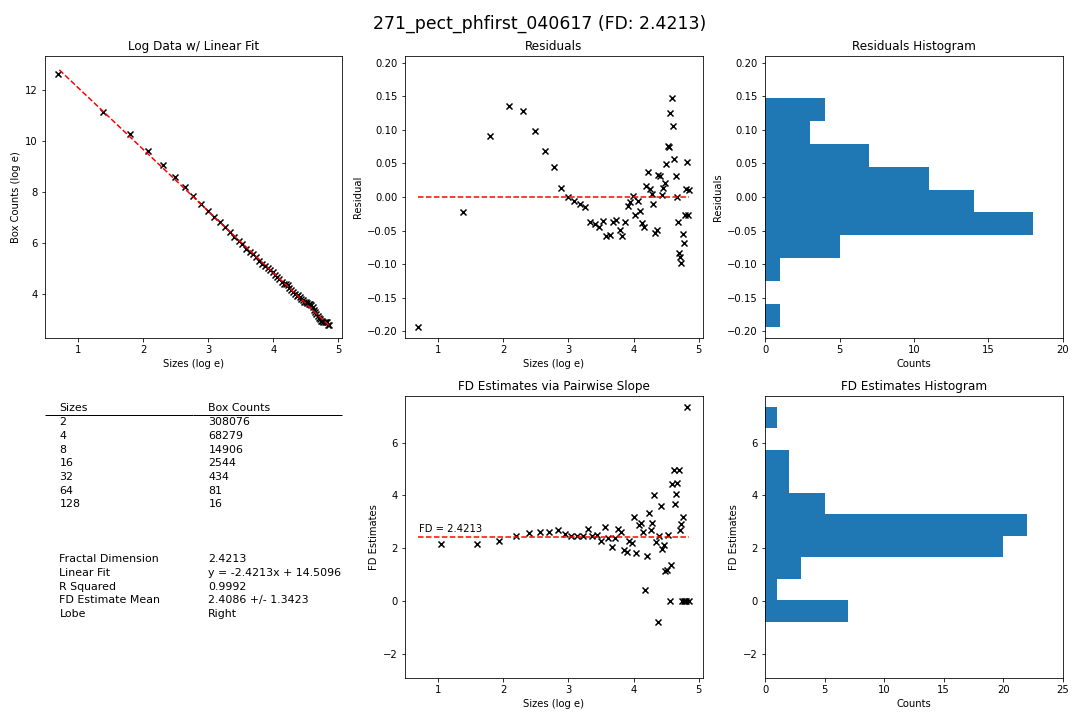 271_pect_phfirst_040617 (FD: 2.4213)
Log Data w/ Linear Fit
12
10
8
6
4
Box Counts (log e)
1 2 3 4 5
Sizes (log e)
Residuals
0.20
0.15
0.10
0.05
0.00
−0.05
−0.10
−0.15
−0.20
Residual
1 2 3 4 5
Sizes (log e)
Residuals Histogram
0.20
0.15
0.10
0.05
0.00
−0.05
−0.10
−0.15
−0.20
Residuals
0 5 10 15 20
Counts
Sizes Box Counts
2 308076
4 68279
8 14906
16 2544
32 434
64 81
128 16
Fractal Dimension 2.4213
Linear Fit y = -2.4213x + 14.5096
R Squared 0.9992
FD Estimate Mean 2.4086 +/- 1.3423
Lobe Right
FD Estimates via Pairwise Slope
6
4
2
0
−2
FD Estimates
FD = 2.4213
1 2 3 4 5
Sizes (log e)
FD Estimates Histogram
6
4
2
0
−2
FD Estimates
0 5 10 15 20 25
Counts